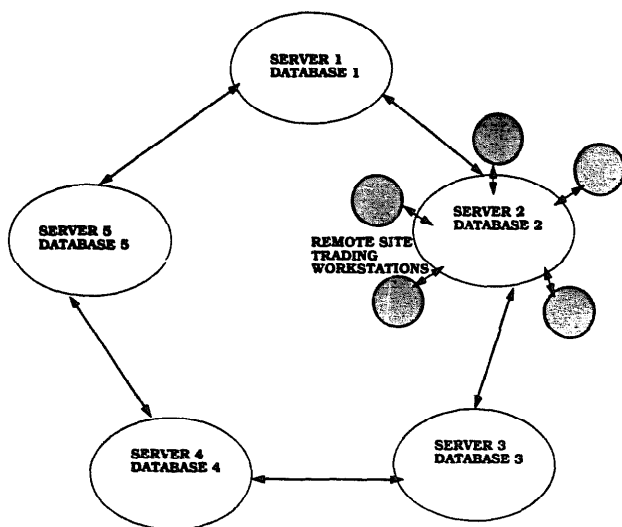 SERVER 1
DATABASE 1
SERVER 2
DATABASE 2
SERVER 5
DATABASE 5
REMOTE SITE
TRADING
WORKSTATIONS
SERVER 4
DATABASE 4
SERVER 3
DATABASE 3